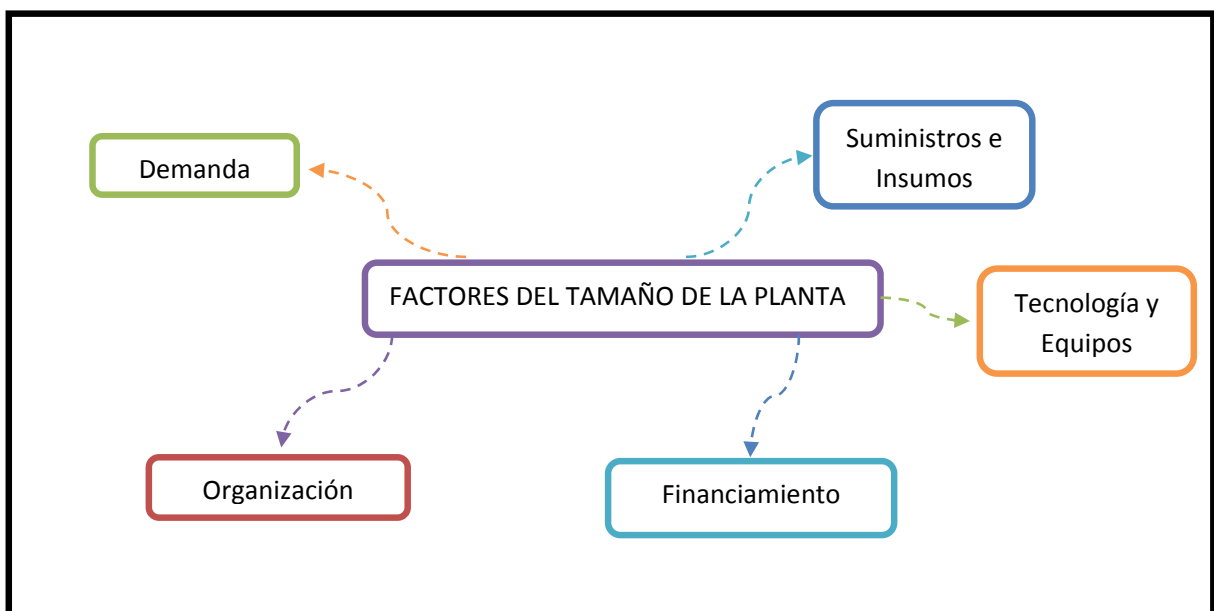 Demanda
Suministros e
Insumos
FACTORES DEL TAMAÑO DE LA PLANTA
Tecnología y
Equipos
Organización
Financiamiento